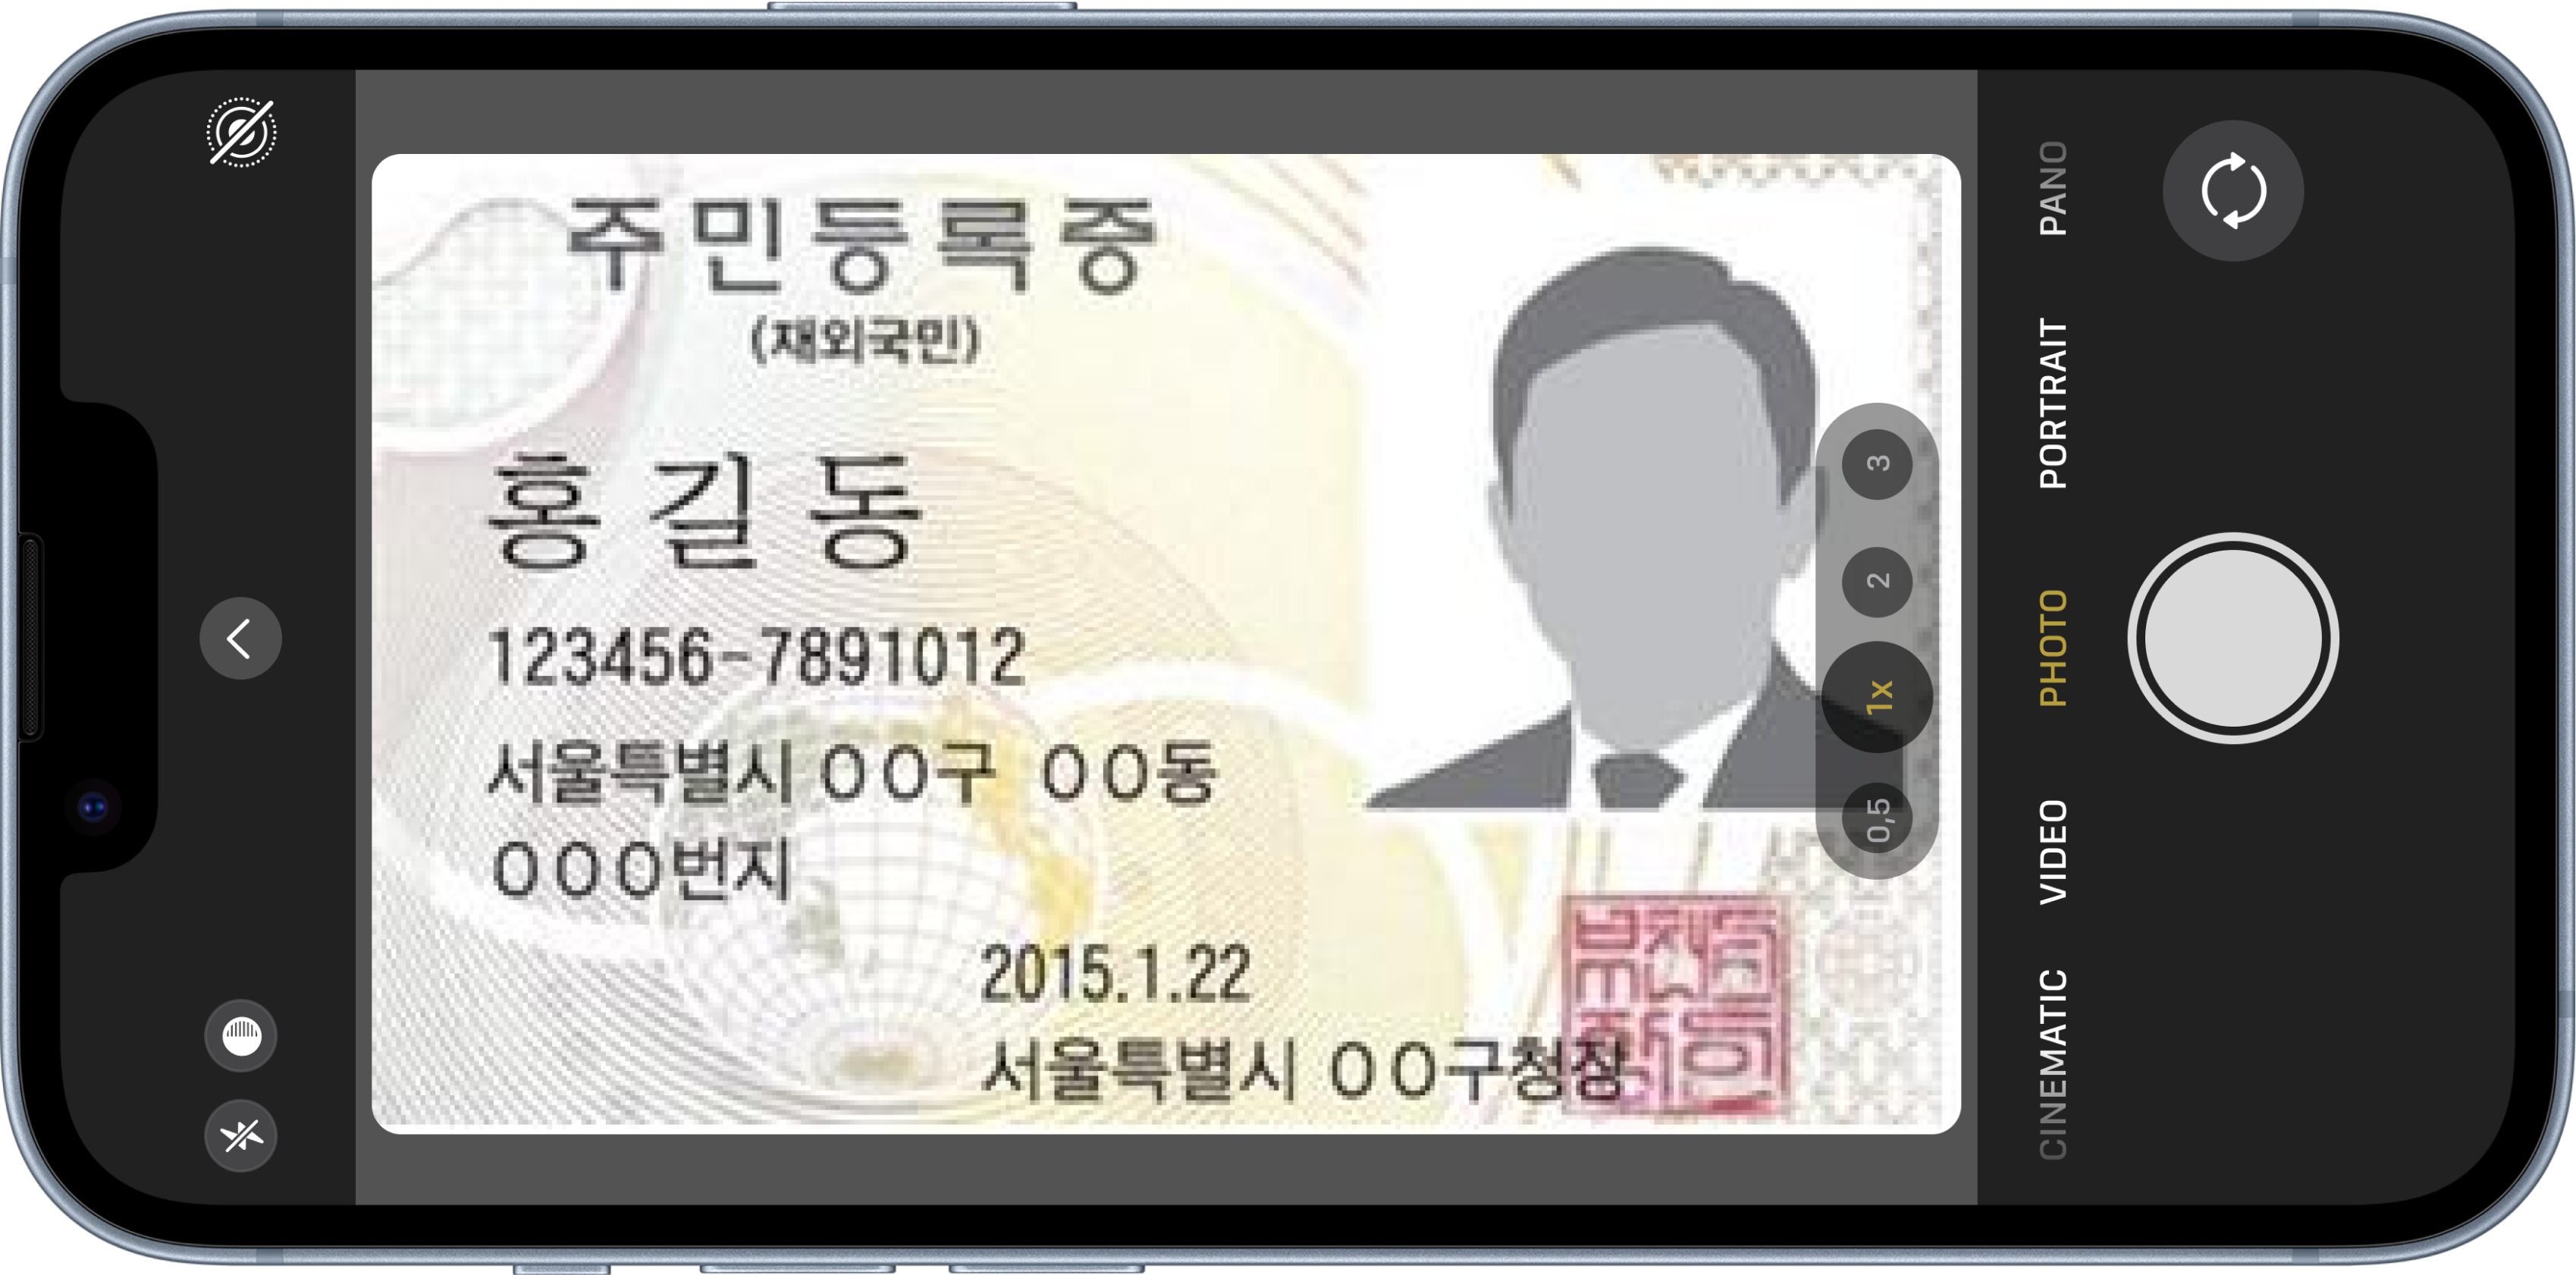 주민등록증
(재외국민)
홍길동
123456-7891012
서울특별시 OO구 OO동
OOO번지
2015.1.22
서울특별시 OO구청장
3
2
1x
0,5
PANO
PORTRAIT
PHOTO
VIDEO
CINEMATIC